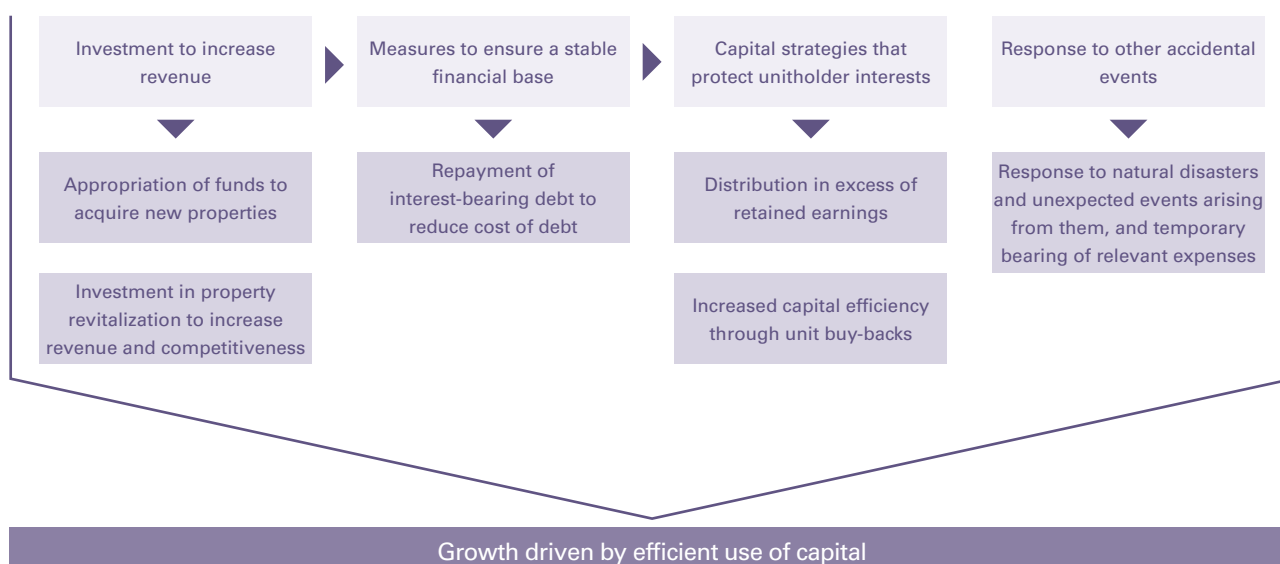 Investment to increase
revenue
Measures to ensure a stable
financial base
Capital strategies that
protect unitholder interests
Response to other accidental
events
Appropriation of funds to
acquire new properties
Repayment of
interest-bearing debt to
reduce cost of debt
Distribution in excess of
retained earnings
Response to natural disasters
and unexpected events arising
from them, and temporary
bearing of relevant expenses
Investment in property
revitalization to increase
revenue and competitiveness
Increased capital efficiency
through unit buy-backs
Growth driven by efficient use of capital